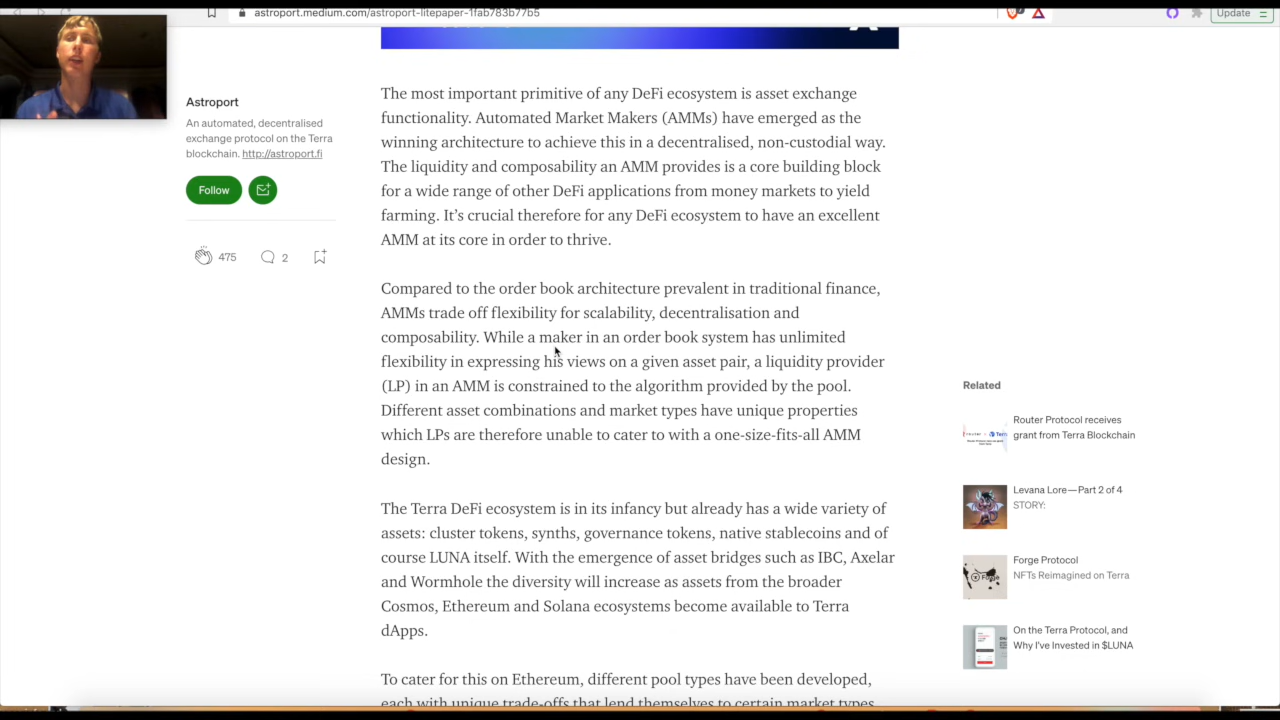 astroport.medium.com/astroport-litepaper-1fab783b77b5
Update
Astroport
An automated, decentralised
exchange protocol on the Terra
blockchain. http://astroport.fi
Follow
475
2
The most important primitive of any DeFi ecosystem is asset exchange
functionality. Automated Market Makers (AMMs) have emerged as the
winning architecture to achieve this in a decentralised, non-custodial way.
The liquidity and composability an AMM provides is a core building block
for a wide range of other DeFi applications from money markets to yield
farming. It’s crucial therefore for any DeFi ecosystem to have an excellent
AMM at its core in order to thrive.
Compared to the order book architecture prevalent in traditional finance,
AMMs trade off flexibility for scalability, decentralisation and
composability. While a maker in an order book system has unlimited
flexibility in expressing his views on a given asset pair, a liquidity provider
(LP) in an AMM is constrained to the algorithm provided by the pool.
Different asset combinations and market types have unique properties
which LPs are therefore unable to cater to with a one-size-fits-all AMM
design.
The Terra DeFi ecosystem is in its infancy but already has a wide variety of
assets: cluster tokens, synths, governance tokens, native stablecoins and of
course LUNA itself. With the emergence of asset bridges such as IBC, Axelar
and Wormhole the diversity will increase as assets from the broader
Cosmos, Ethereum and Solana ecosystems become available to Terra
dApps.
To cater for this on Ethereum, different pool types have been developed,
each with unique trade-offs that lend themselves to certain market types
Related
Router Protocol receives
grant from Terra Blockchain
Levana Lore—Part 2 of 4
STORY:
Forge Protocol
NFTs Reimagined on Terra
On the Terra Protocol, and
Why I’ve Invested in $LUNA